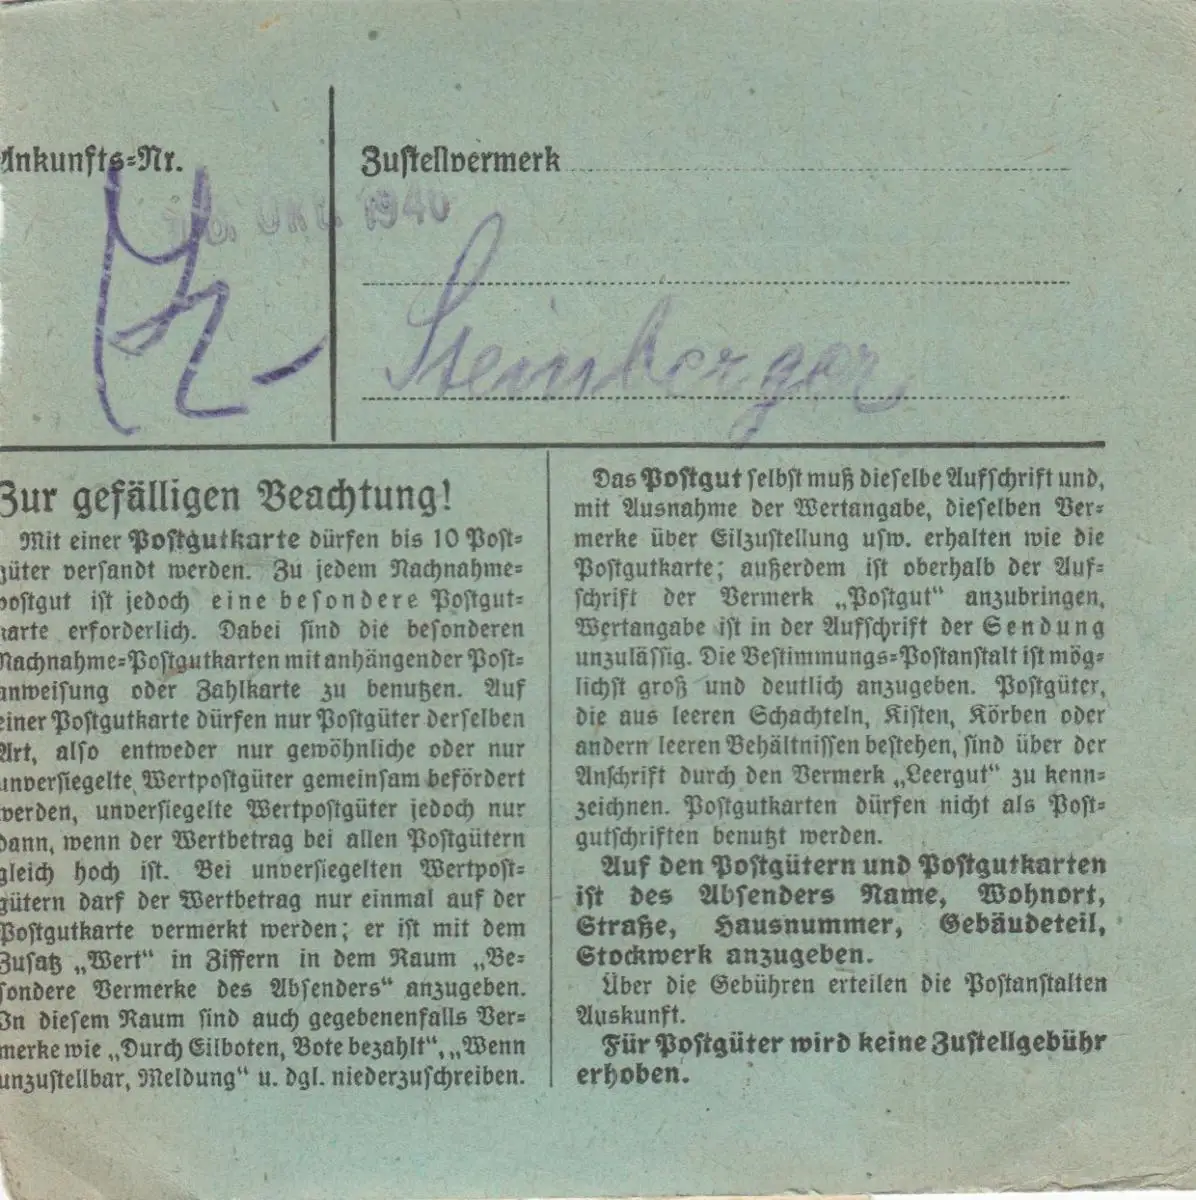 Ankunfts-Nr.
Zustellvermerk
Okt. 1940
Steinberger
Zur gefälligen Beachtung!
Mit einer Postgutkarte dürfen bis 10 Post-
güter versandt werden. Zu jedem Nachnahme-
postgut ist jedoch eine besondere Postgut-
karte erforderlich. Dabei sind die besonderen
Nachnahme-Postgutkarten mit anhängender Post-
anweisung oder Zahlkarte zu benutzen. Auf
einer Postgutkarte dürfen nur Postgüter derselben
Art, also entweder nur gewöhnliche oder nur
unversiegelte Wertpostgüter gemeinsam befördert
werden, unversiegelte Wertpostgüter jedoch nur
dann, wenn der Wertbetrag bei allen Postgütern
gleich hoch ist. Bei unversiegelten Wertpost-
gütern darf der Wertbetrag nur einmal auf der
Postgutkarte vermerkt werden; er ist mit dem
Zusatz „Wert“ in Ziffern in dem Raum „Be-
sondere Vermerke des Absenders“ anzugeben.
In diesem Raum sind auch gegebenenfalls Ver-
merke wie „Durch Eilboten, Bote bezahlt“, „Wenn
unzustellbar, Meldung“ u. dgl. niederzuschreiben.
Das Postgut selbst muß dieselbe Aufschrift und,
mit Ausnahme der Wertangabe, dieselben Ver-
merke über Eilzustellung usw. erhalten wie die
Postgutkarte; außerdem ist oberhalb der Auf-
schrift der Vermerk „Postgut“ anzubringen,
Wertangabe ist in der Aufschrift der Sendung
unzulässig. Die Bestimmungs-Postanstalt ist mög-
lichst groß und deutlich anzugeben. Postgüter,
die aus leeren Schachteln, Kisten, Körben oder
andern leeren Behältnissen bestehen, sind über der
Anschrift durch den Vermerk „Leergut“ zu kenn-
zeichnen. Postgutkarten dürfen nicht als Post-
gutschriften benutzt werden.
Auf den Postgütern und Postgutkarten
ist des Absenders Name, Wohnort,
Straße, Hausnummer, Gebäudeteil,
Stockwerk anzugeben.
Über die Gebühren erteilen die Postanstalten
Auskunft.
Für Postgüter wird keine Zustellgebühr
erhoben.